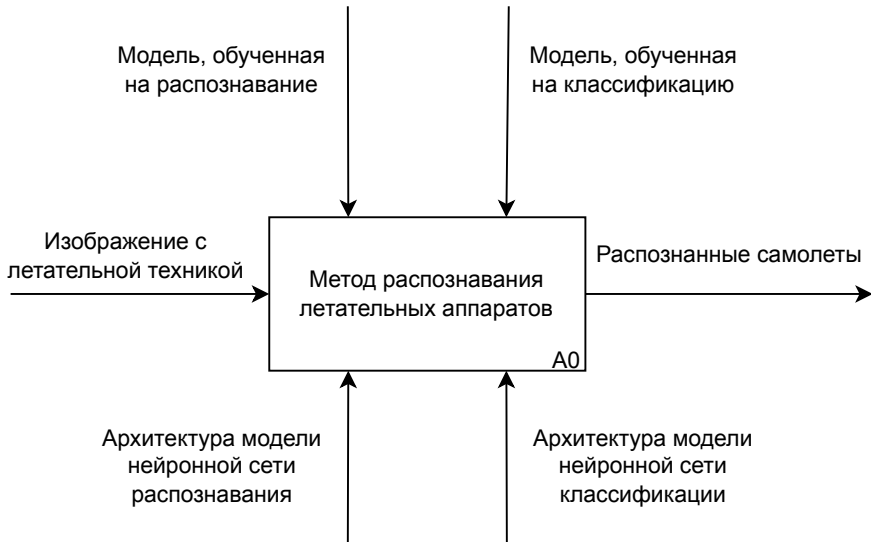 Модель, обученная
на распознавание
Модель, обученная
на классификацию
Изображение с
летательной техникой
Метод распознавания
летательных аппаратов
A0
Распознанные самолеты
Архитектура модели
нейронной сети
распознавания
Архитектура модели
нейронной сети
классификации